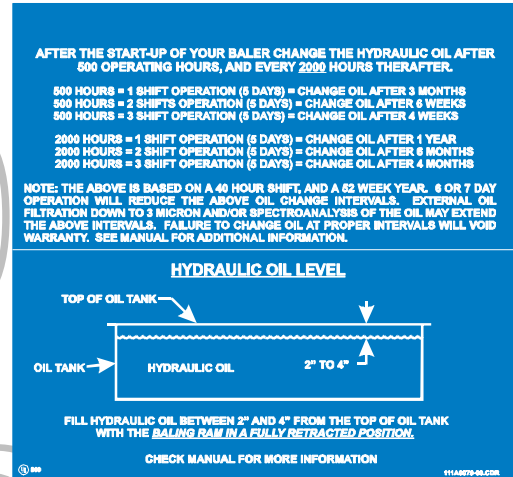 AFTER THE START-UP OF YOUR BALER CHANGE THE HYDRAULIC OIL AFTER
500 OPERATING HOURS, AND EVERY 2000 HOURS THERAFTER.
500 HOURS = 1 SHIFT OPERATION (5 DAYS) = CHANGE OIL AFTER 3 MONTHS
500 HOURS = 2 SHIFTS OPERATION (5 DAYS) = CHANGE OIL AFTER 6 WEEKS
500 HOURS = 3 SHIFT OPERATION (5 DAYS) = CHANGE OIL AFTER 4 WEEKS
2000 HOURS = 1 SHIFT OPERATION (5 DAYS) = CHANGE OIL AFTER 1 YEAR
2000 HOURS = 2 SHIFT OPERATION (5 DAYS) = CHANGE OIL AFTER 6 MONTHS
2000 HOURS = 3 SHIFT OPERATION (5 DAYS) = CHANGE OIL AFTER 4 MONTHS
NOTE: THE ABOVE IS BASED ON A 40 HOUR SHIFT, AND A 52 WEEK YEAR. 6 OR 7 DAY
OPERATION WILL REDUCE THE ABOVE OIL CHANGE INTERVALS. EXTERNAL OIL
FILTRATION DOWN TO 3 MICRON AND/OR SPECTROANALYSIS OF THE OIL MAY EXTEND
THE ABOVE INTERVALS. FAILURE TO CHANGE OIL AT PROPER INTERVALS WILL VOID
WARRANTY. SEE MANUAL FOR ADDITIONAL INFORMATION.
HYDRAULIC OIL LEVEL
TOP OF OIL TANK
OIL TANK
HYDRAULIC OIL
2" TO 4"
FILL HYDRAULIC OIL BETWEEN 2" AND 4" FROM THE TOP OF OIL TANK
WITH THE BALING RAM IN A FULLY RETRACTED POSITION.
CHECK MANUAL FOR MORE INFORMATION